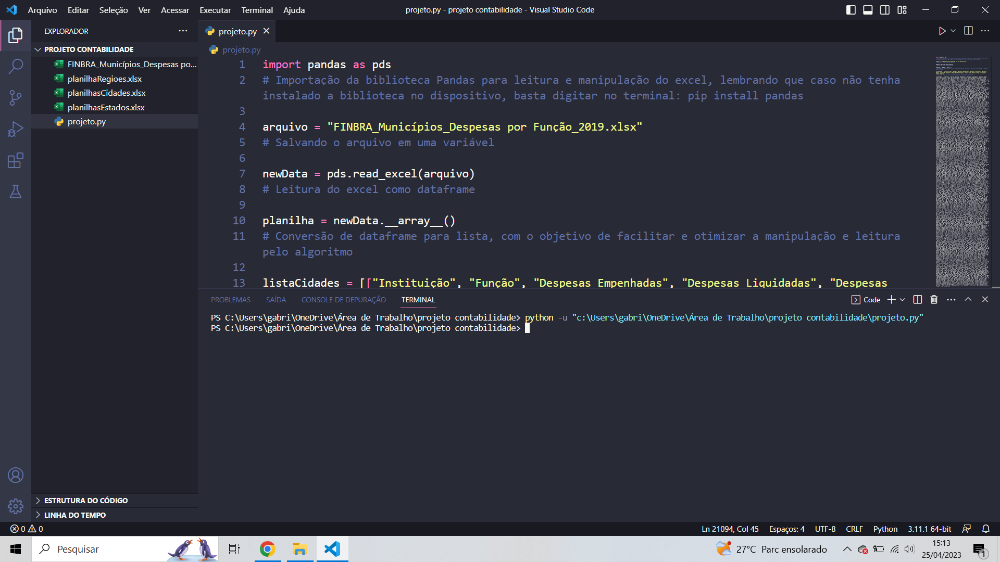 Arquivo Editar Seleção Ver Acessar Executar Terminal Ajuda
projeto.py - projeto contabilidade - Visual Studio Code
EXPLORADOR
PROJETO CONTABILIDADE
FINBRA_Municípios_Despesas po...
planilhaRegioes.xlsx
planilhasCidades.xlsx
planilhasEstados.xlsx
projeto.py
ESTRUTURA DO CÓDIGO
LINHA DO TEMPO
projeto.py
projeto.py
1 import pandas as pds
2 # Importação da biblioteca Pandas para leitura e manipulação do excel, lembrando que caso não tenha
instalado a biblioteca no dispositivo, basta digitar no terminal: pip install pandas
3
4 arquivo = "FINBRA_Municípios_Despesas por Função_2019.xlsx"
5 # Salvando o arquivo em uma variável
6
7 newData = pds.read_excel(arquivo)
8 # Leitura do excel como dataframe
9
10 planilha = newData.__array__()
11 # Conversão de dataframe para lista, com o objetivo de facilitar e otimizar a manipulação e leitura
pelo algoritmo
12
13 listaCidades = [["Instituição", "Função", "Despesas Empenhadas", "Despesas Liquidadas", "Despesas
PROBLEMAS SAÍDA CONSOLE DE DEPURAÇÃO TERMINAL
Code
PS C:\Users\gabri\OneDrive\Área de Trabalho\projeto contabilidade> python -u "c:\Users\gabri\OneDrive\Área de Trabalho\projeto contabilidade\projeto.py"
PS C:\Users\gabri\OneDrive\Área de Trabalho\projeto contabilidade>
0 0
Ln 21094, Col 45 Espaços: 4 UTF-8 CRLF Python 3.11.1 64-bit
Pesquisar
27°C Parc ensolarado
15:13
25/04/2023
1